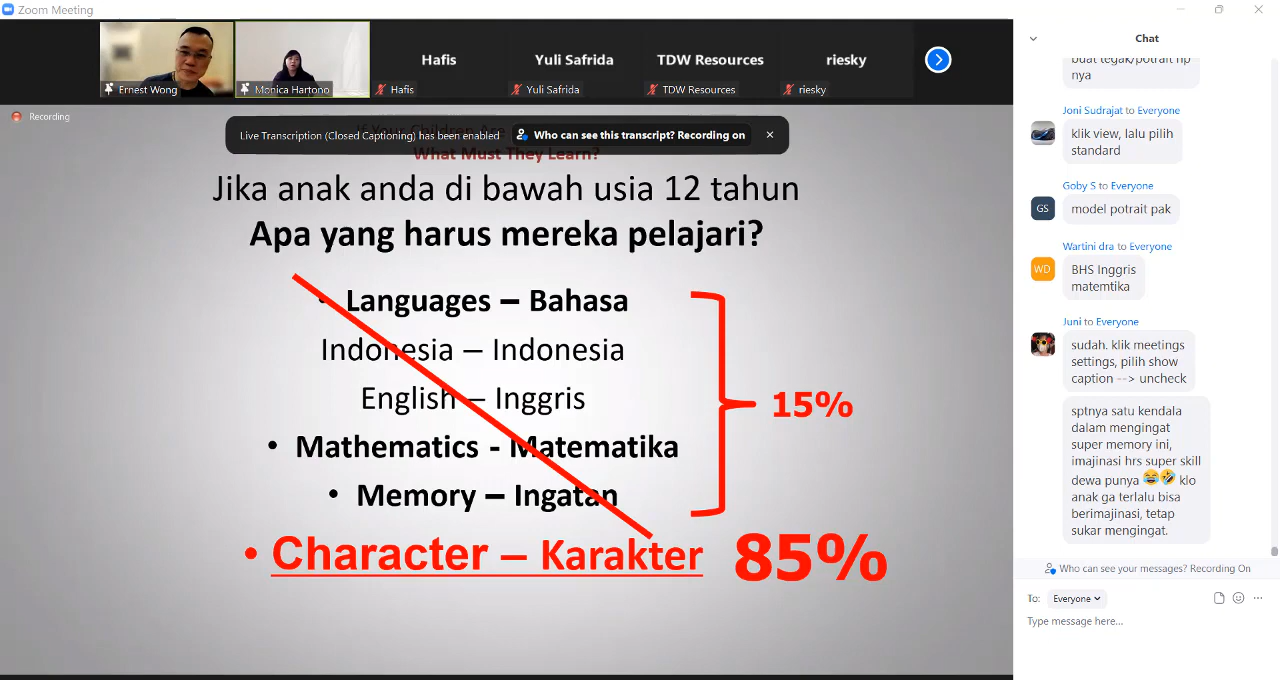 Zoom Meeting
Hafis
Yuli Safrida
TDW Resources
riesky
Ernest Wong
Monica Hartono
Hafis
Yuli Safrida
TDW Resources
riesky
Recording
Live Transcription (Closed Captioning) has been enabled
Who can see this transcript? Recording on
What Must They Learn?
Jika anak anda di bawah usia 12 tahun
Apa yang harus mereka pelajari?
• Languages – Bahasa
Indonesia – Indonesia
English – Inggris
• Mathematics - Matematika
• Memory – Ingatan
15%
• Character – Karakter
85%
Chat
nya
Joni Sudrajat to Everyone
klik view, lalu pilih
standard
Goby S to Everyone
GS
model potrait pak
Wartini dra to Everyone
WD
BHS Inggris
matemtika
Juni to Everyone
sudah. klik meetings
settings, pilih show
caption --> uncheck
sptnya satu kendala
dalam mengingat
super memory ini,
imajinasi hrs super skill
dewa punya 😂🤣 klo
anak ga terlalu bisa
berimajinasi, tetap
sukar mengingat.
Who can see your messages? Recording On
To: Everyone
Type message here...